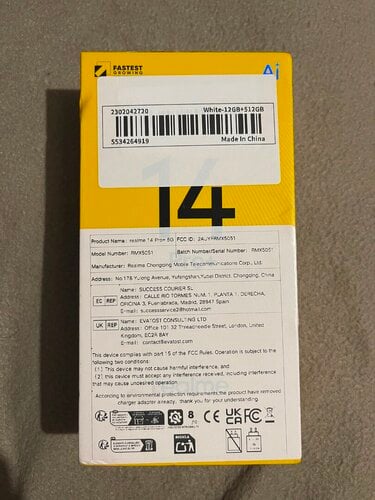 FASTEST
GROWING
Ai
2302042720
White-12GB+512GB
5534264919
Made In China
14
Product Name: realme 14 Pro+ 5G
FCC ID: 2AUYFRMX5051
Model Number: RMX5051
Batch Number/Serial Number: RMX5051
Manufacturer: Realme Chongqing Mobile Telecommunications Corp., Ltd.
Address: No.178 Yulong Avenue, Yufengshan, Yubei District, Chongqing, China
EC REP
Name: SUCCESS COURIER SL
Address: CALLE RIO TORMES NUM. 1, PLANTA 1, DERECHA,
OFICINA 3, Fuenlabrada, Madrid, 28947 Spain
E-mail: successservice2@hotmail.com
UK REP
Name: EVATOST CONSULTING LTD
Address: Office 101 32 Threadneedle Street, London, United
Kingdom, EC2R 8AY
E-mail: contact@evatost.com
This device complies with part 15 of the FCC Rules. Operation is subject to the
following two conditions:
(1) This device may not cause harmful interference, and
(2) this device must accept any interference received, including interference
that may cause undesired operation.
According to environmental protection requirements,the product have removed
charger adapter already, thank you for your understanding.
8
CE
UK
CA
FC